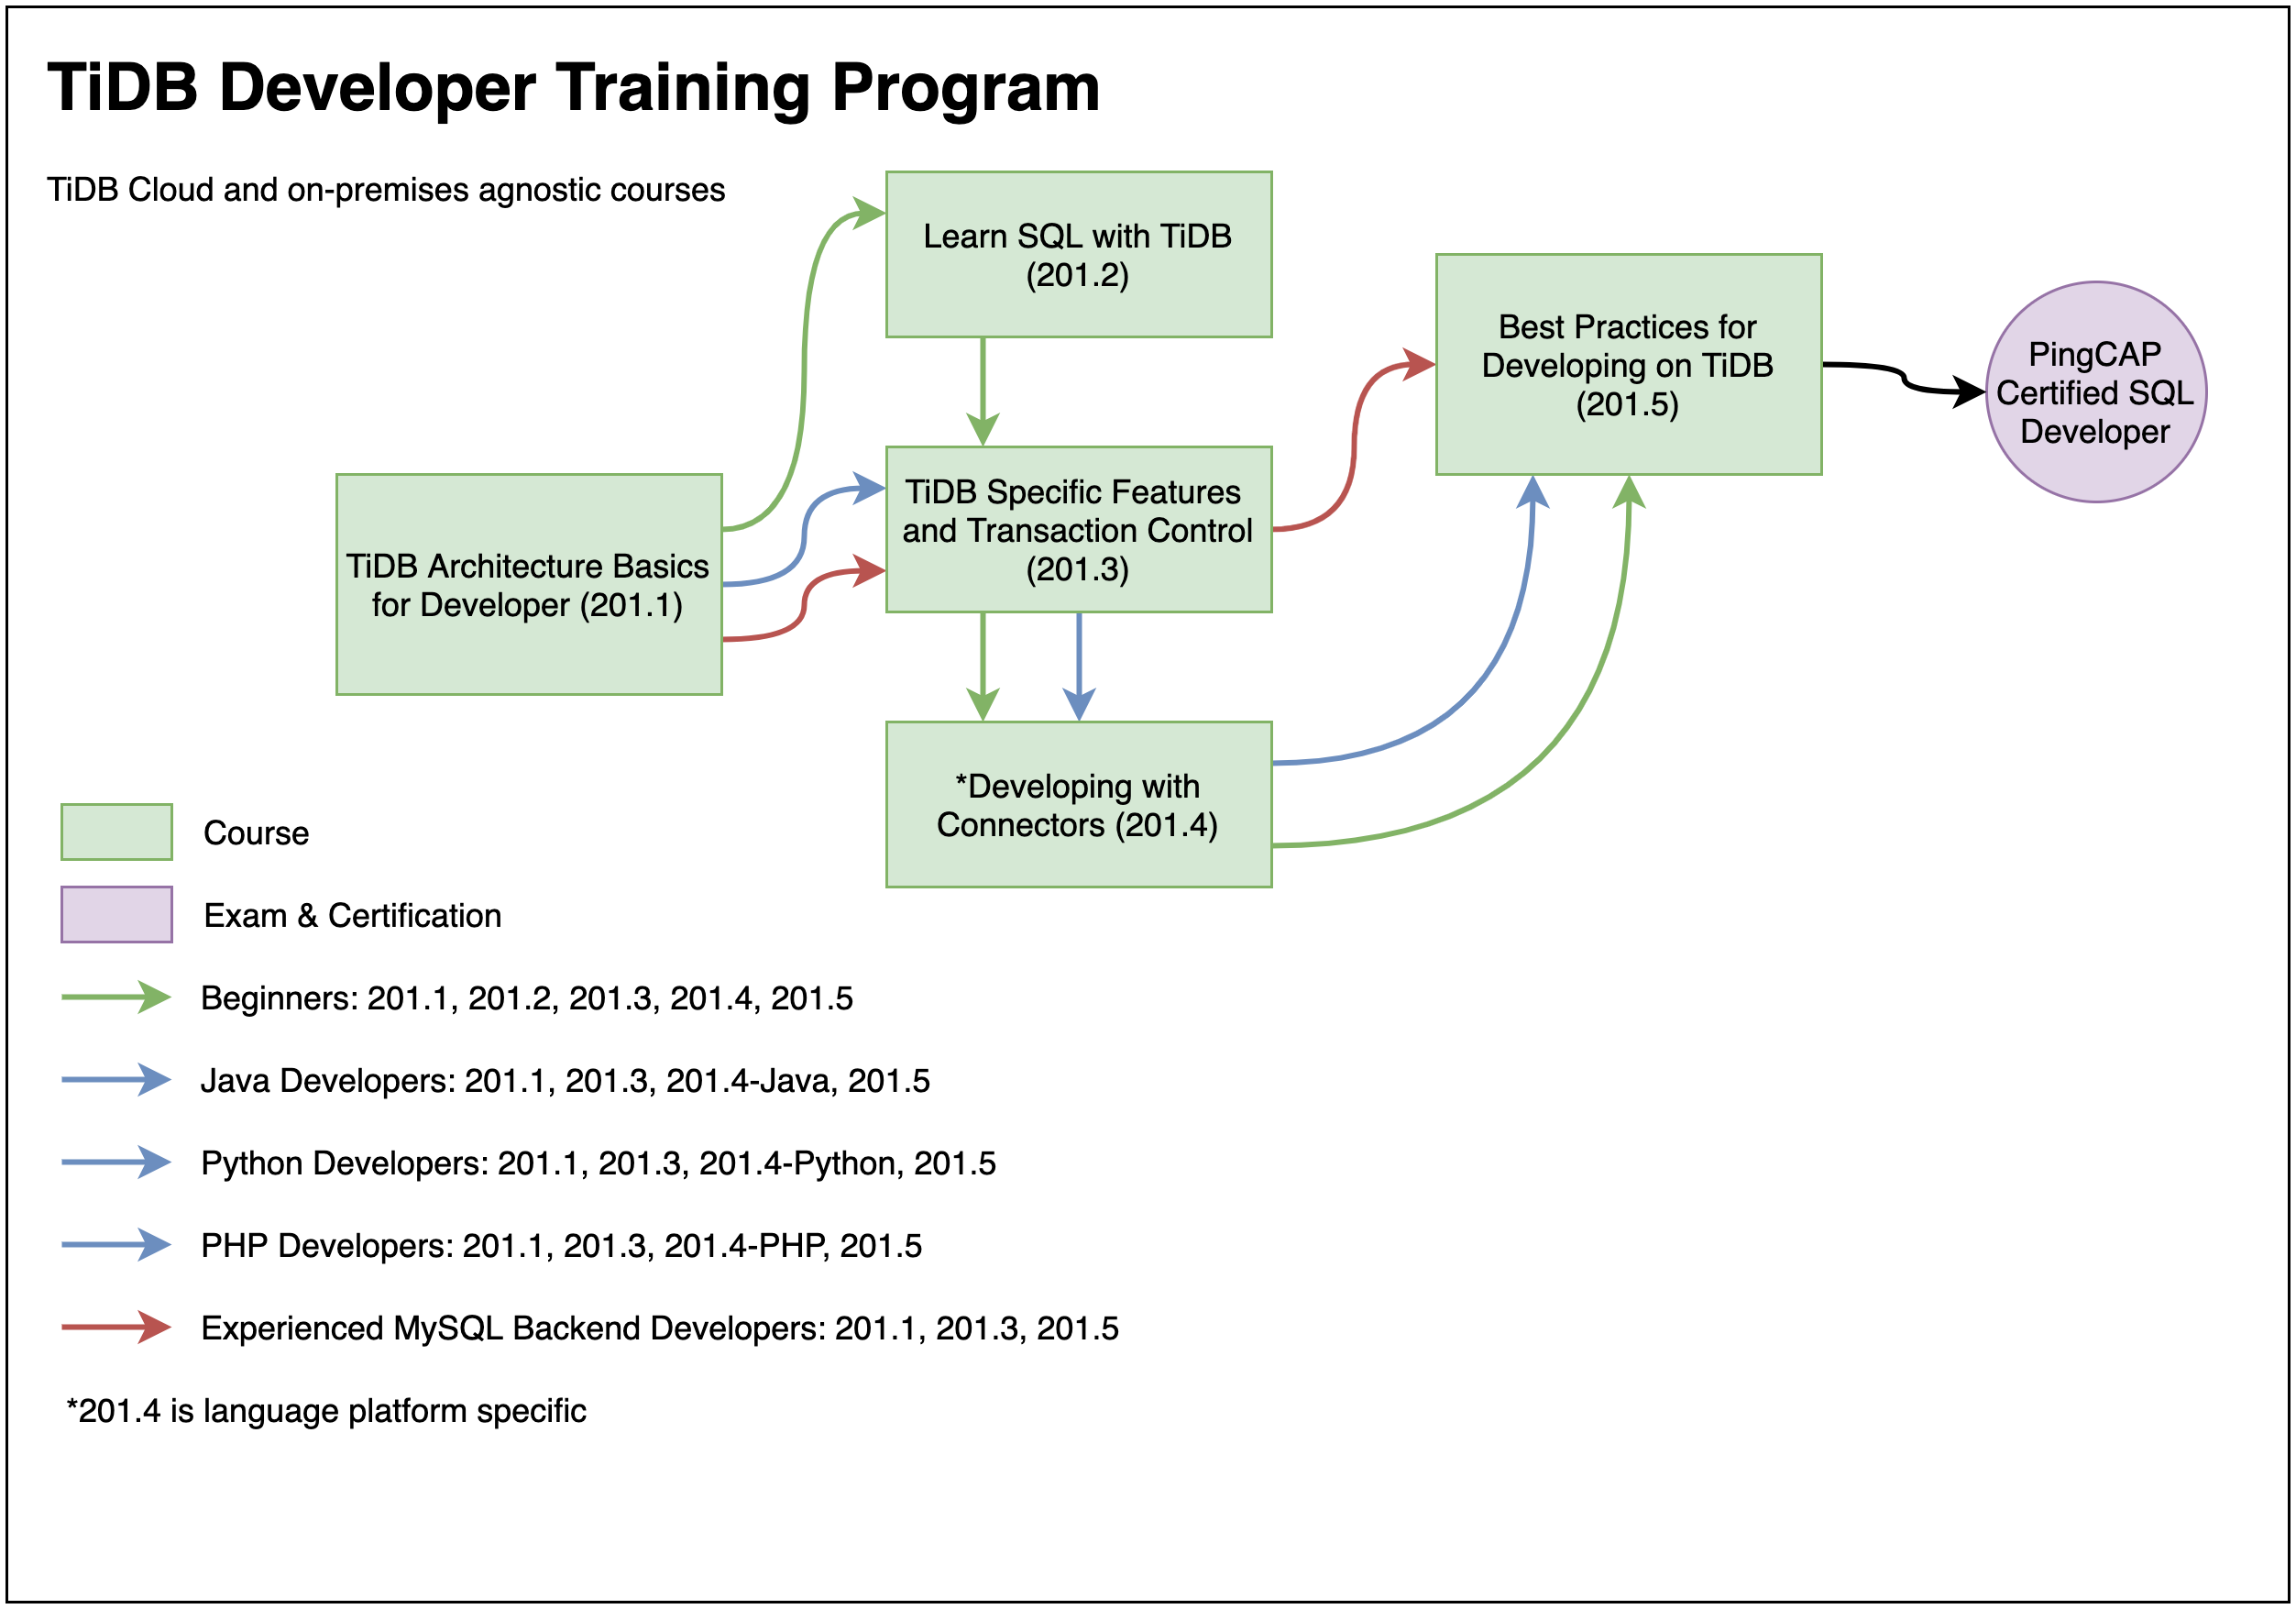 TiDB Developer Training Program
TiDB Cloud and on-premises agnostic courses
Learn SQL with TiDB
(201.2)
Best Practices for
Developing on TiDB
(201.5)
PingCAP
Certified SQL
Developer
TiDB Specific Features
and Transaction Control
(201.3)
TiDB Architecture Basics
for Developer (201.1)
*Developing with
Connectors (201.4)
Course
Exam & Certification
Beginners: 201.1, 201.2, 201.3, 201.4, 201.5
Java Developers: 201.1, 201.3, 201.4-Java, 201.5
Python Developers: 201.1, 201.3, 201.4-Python, 201.5
PHP Developers: 201.1, 201.3, 201.4-PHP, 201.5
Experienced MySQL Backend Developers: 201.1, 201.3, 201.5
*201.4 is language platform specific